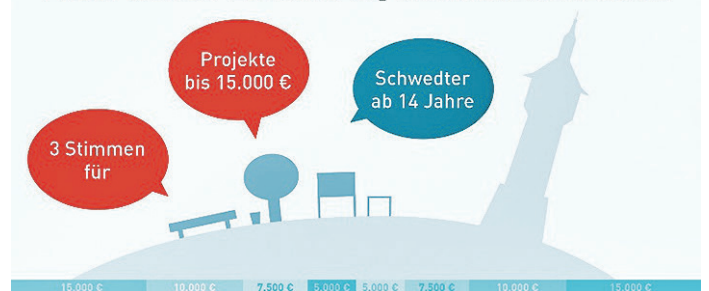 Projekte
bis 15.000 €
Schwedter
ab 14 Jahre
3 Stimmen
für
15.000 € 10.000 € 7.500 € 5.000 € 5.000 € 7.500 € 10.000 € 15.000 €